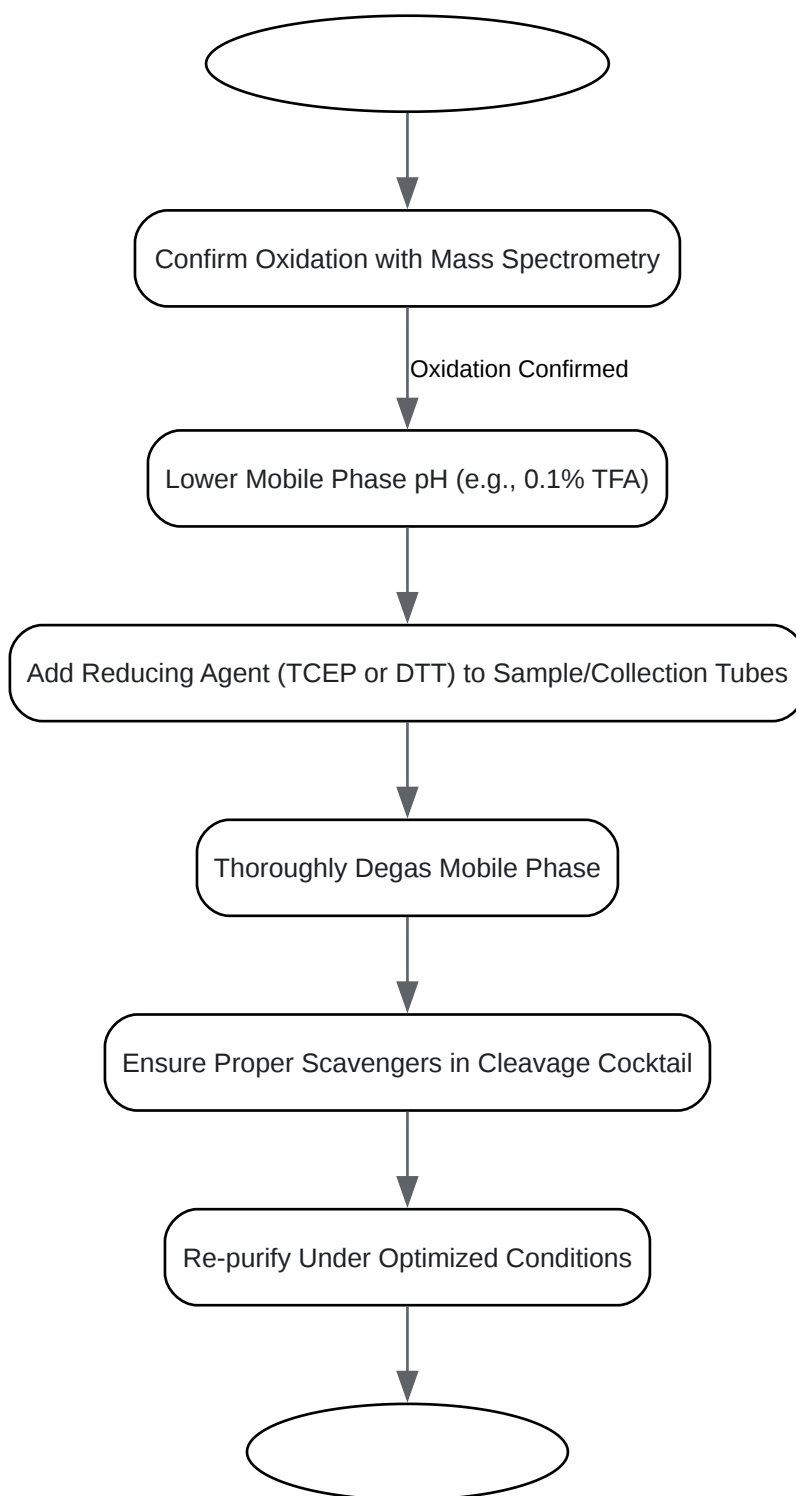 Confirm Oxidation with Mass Spectrometry
Oxidation Confirmed
Lower Mobile Phase pH (e.g., 0.1% TFA)
Add Reducing Agent (TCEP or DTT) to Sample/Collection Tubes
Thoroughly Degas Mobile Phase
Ensure Proper Scavengers in Cleavage Cocktail
Re-purify Under Optimized Conditions